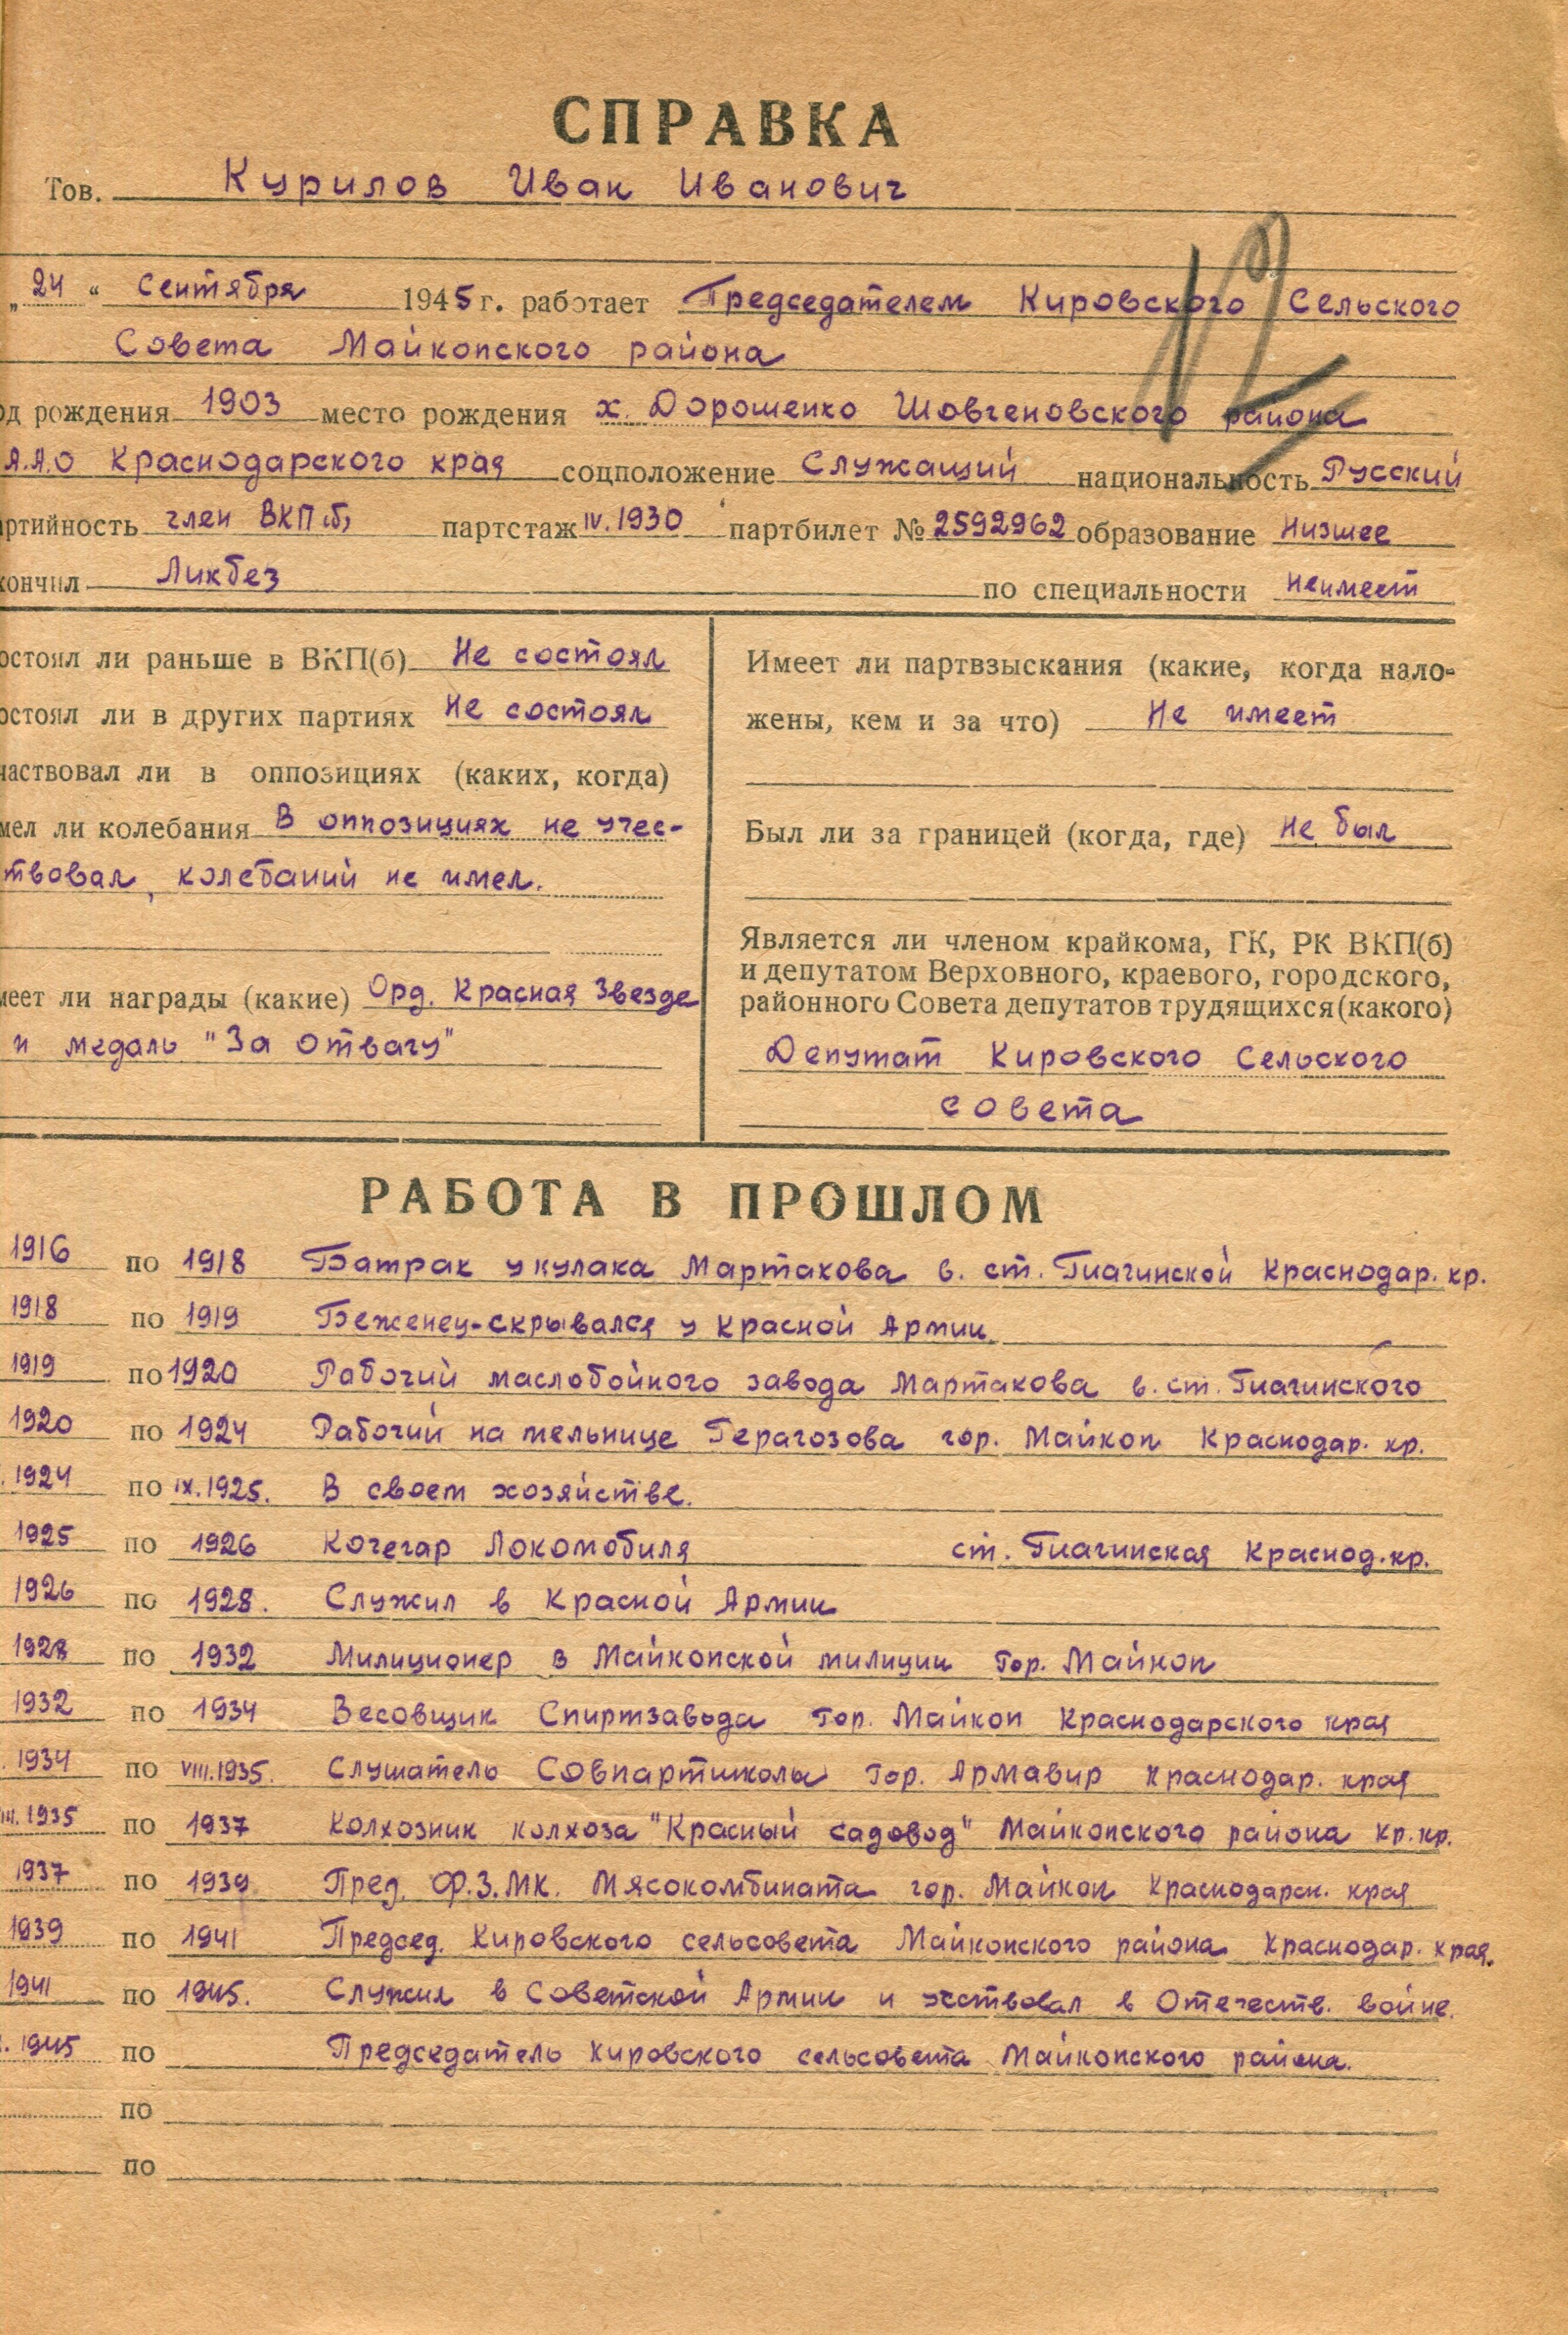 СПРАВКА
Тов. Курилов Иван Иванович
12
„24“ Сентября 1945 г. работает Председателем Кировского Сельского
Совета Майкопского района
од рождения 1903 место рождения х. Дорошенко Шовгеновского района
А.А.О Краснодарского края соцположение Служащий национальность Русский
ртийность член ВКП(б) партстаж IV.1930 партбилет № 2592962 образование Низшее
кончил Ликбез по специальности Неимеет
остоял ли раньше в ВКП(б) Не состоял
остоял ли в других партиях Не состоял
частвовал ли в оппозициях (каких, когда)
мел ли колебания В оппозициях не учес-
твовал, колебаний не имел.
меет ли награды (какие) Орд. Красная Звезде
и медаль "За отвагу"
Имеет ли партвзыскания (какие, когда нало-
жены, кем и за что) Не имеет
Был ли за границей (когда, где) Не был
Является ли членом крайкома, ГК, РК ВКП(б)
и депутатом Верховного, краевого, городского,
районного Совета депутатов трудящихся (какого)
Депутат Кировского Сельского
совета
РАБОТА В ПРОШЛОМ
1916 по 1918 Батрак у кулака Мартакова в. ст. Гиагинской Краснодар. кр.
1918 по 1919 Беженец-скрывался у Красной Армии
1919 по 1920 Рабочий маслобойного завода Мартакова в. ст. Гиагинского
1920 по 1924 Рабочий на мельнице Герагозова гор. Майкоп Краснодар. кр.
. 1924 по IX.1925. В своем хозяйстве.
1925 по 1926 Кочегар Локомобиля ст. Гиагинская Краснод.кр.
1926 по 1928. Служил в Красной Армии
1928 по 1932 Милиционер в Майкопской милиции гор. Майкоп
1932 по 1934 Весовщик Спиртзавода гор. Майкоп Краснодарского края
. 1934 по VIII.1935. Слушатель Совпартшколы гор. Армавир Краснодар. края
III.1935 по 1937 Колхозник колхоза "Красный садовод" Майкопского района Кр.кр.
1937 по 1939 Пред. Ф.З.МК. Мясокомбината гор. Майкоп Краснодарск. края
1939 по 1941 Председ. Кировского сельсовета Майкопского района Краснодар. края.
1941 по 1945. Служил в Советской Армии и уествовал в Отечеств. войне.
. 1945 по Председатель Кировского сельсовета Майкопского района.
по
по